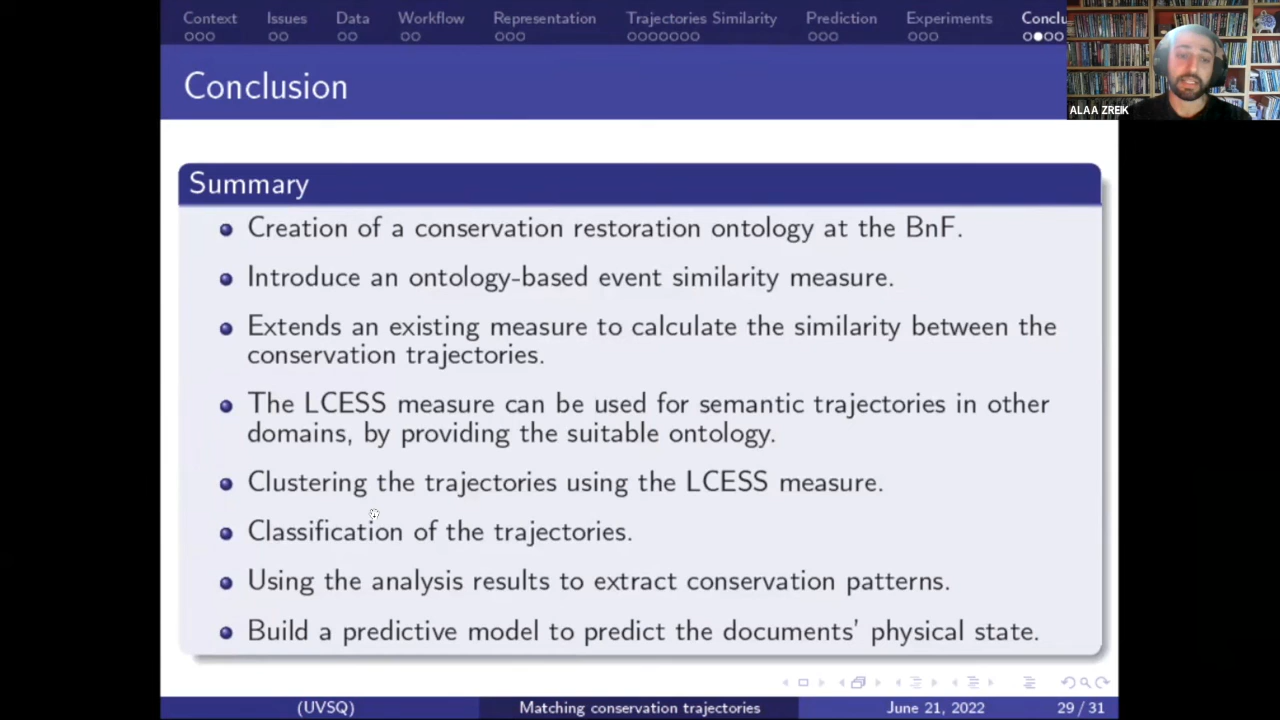 Context Issues Data Workflow Representation Trajectories Similarity Prediction Experiments Conclu
ALAA ZREIK
Conclusion
Summary
Creation of a conservation restoration ontology at the BnF.
Introduce an ontology-based event similarity measure.
Extends an existing measure to calculate the similarity between the
conservation trajectories.
The LCESS measure can be used for semantic trajectories in other
domains, by providing the suitable ontology.
Clustering the trajectories using the LCESS measure.
Classification of the trajectories.
Using the analysis results to extract conservation patterns.
Build a predictive model to predict the documents' physical state.
(UVSQ) Matching conservation trajectories June 21, 2022 29 / 31